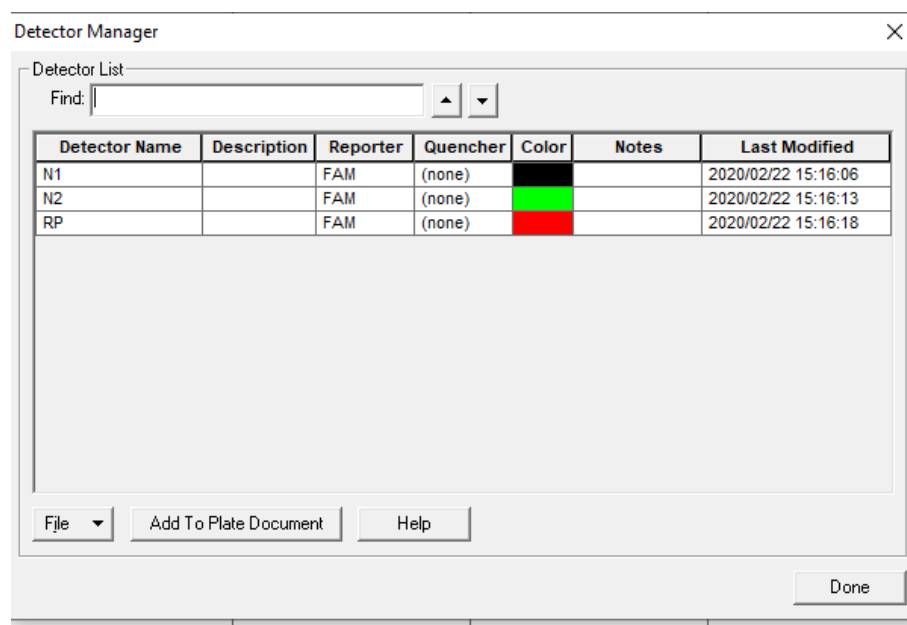 Detector Manager
Detector List
Find:
Detector Name Description Reporter Quencher Color Notes Last Modified
N1 FAM (none) 2020/02/22 15:16:06
N2 FAM (none) 2020/02/22 15:16:13
RP FAM (none) 2020/02/22 15:16:18
File Add To Plate Document Help
Done